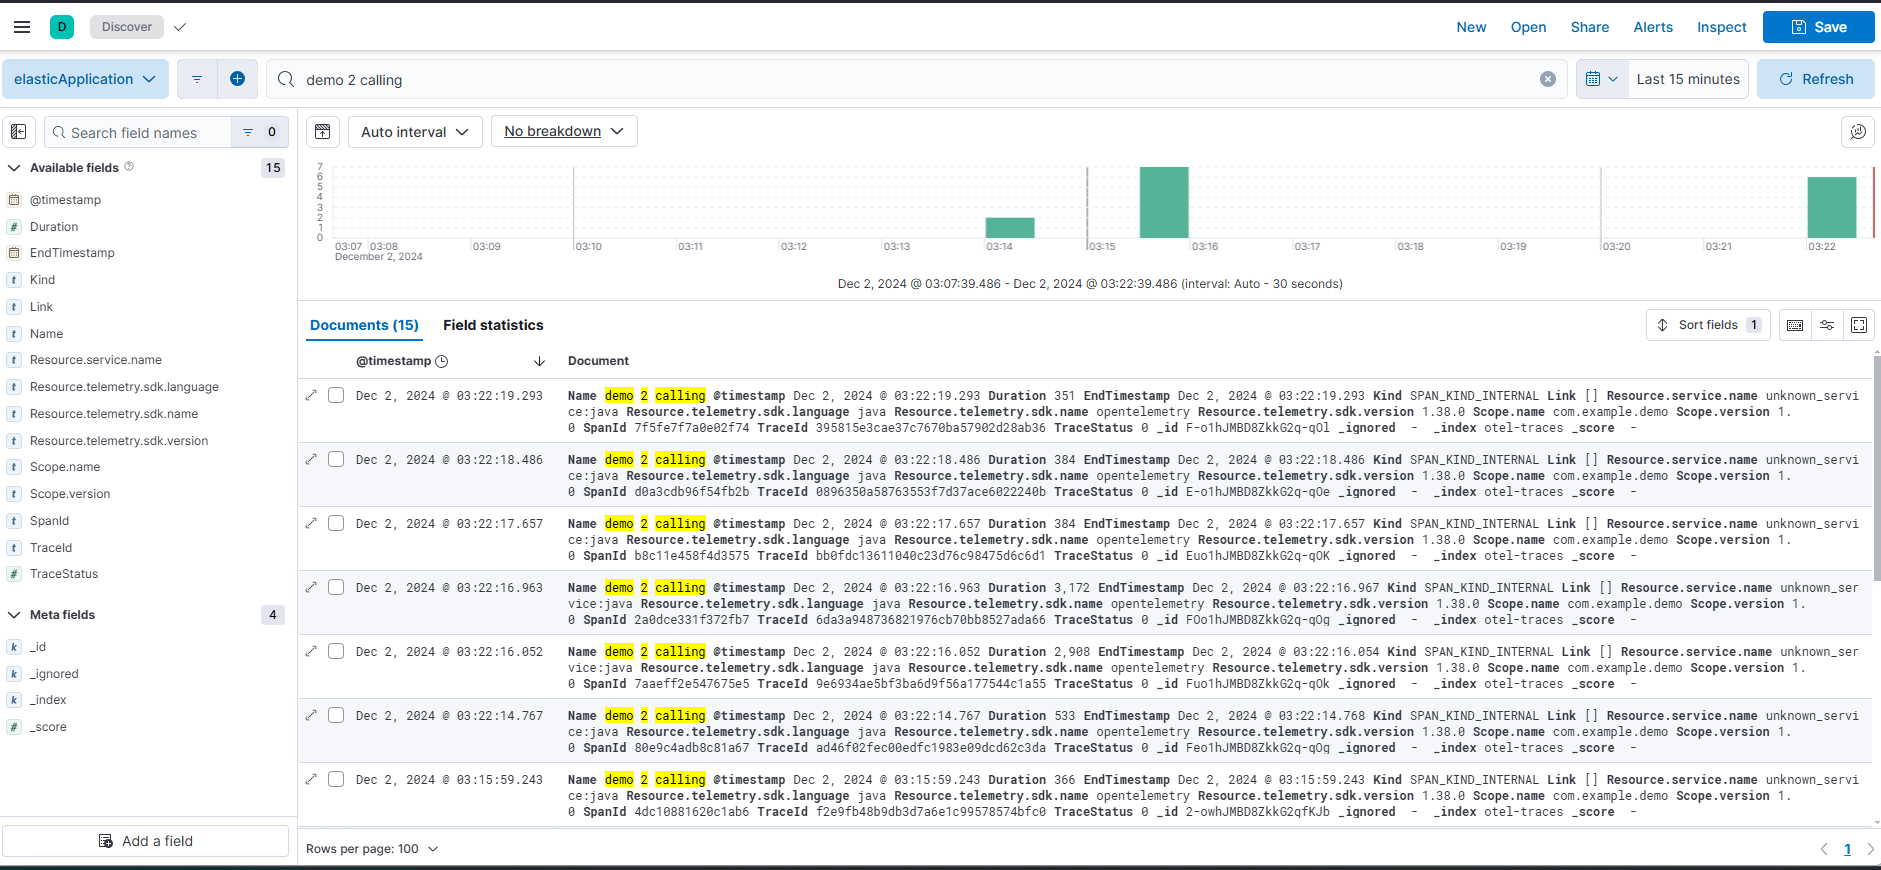 D Discover New Open Share Alerts Inspect Save
elasticApplication demo 2 calling Last 15 minutes Refresh
Search field names 0
Available fields 15
@timestamp
Duration
EndTimestamp
Kind
Link
Name
Resource.service.name
Resource.telemetry.sdk.language
Resource.telemetry.sdk.name
Resource.telemetry.sdk.version
Scope.name
Scope.version
SpanId
TraceId
TraceStatus
Meta fields 4
_id
_ignored
_index
_score
Add a field
Auto interval No breakdown
7
6
5
4
3
2
1
0
03:07 03:08 03:09 03:10 03:11 03:12 03:13 03:14 03:15 03:16 03:17 03:18 03:19 03:20 03:21 03:22
December 2, 2024
Dec 2, 2024 @ 03:07:39.486 - Dec 2, 2024 @ 03:22:39.486 (interval: Auto - 30 seconds)
Documents (15) Field statistics Sort fields 1
@timestamp Document
Dec 2, 2024 @ 03:22:19.293 Name demo 2 calling @timestamp Dec 2, 2024 @ 03:22:19.293 Duration 351 EndTimestamp Dec 2, 2024 @ 03:22:19.293 Kind SPAN_KIND_INTERNAL Link [] Resource.service.name unknown_servi
ce:java Resource.telemetry.sdk.language java Resource.telemetry.sdk.name opentelemetry Resource.telemetry.sdk.version 1.38.0 Scope.name com.example.demo Scope.version 1.
0 SpanId 7f5fe7f7a0e02f74 TraceId 395815e3cae37c7670ba57902d28ab36 TraceStatus 0 _id F-o1hJMBD8ZkkG2q-qOl _ignored - _index otel-traces _score -
Dec 2, 2024 @ 03:22:18.486 Name demo 2 calling @timestamp Dec 2, 2024 @ 03:22:18.486 Duration 384 EndTimestamp Dec 2, 2024 @ 03:22:18.486 Kind SPAN_KIND_INTERNAL Link [] Resource.service.name unknown_servi
ce:java Resource.telemetry.sdk.language java Resource.telemetry.sdk.name opentelemetry Resource.telemetry.sdk.version 1.38.0 Scope.name com.example.demo Scope.version 1.
0 SpanId d0a3cdb96f54fb2b TraceId 0896350a58763553f7d37ace6022240b TraceStatus 0 _id E-o1hJMBD8ZkkG2q-qOe _ignored - _index otel-traces _score -
Dec 2, 2024 @ 03:22:17.657 Name demo 2 calling @timestamp Dec 2, 2024 @ 03:22:17.657 Duration 384 EndTimestamp Dec 2, 2024 @ 03:22:17.657 Kind SPAN_KIND_INTERNAL Link [] Resource.service.name unknown_servi
ce:java Resource.telemetry.sdk.language java Resource.telemetry.sdk.name opentelemetry Resource.telemetry.sdk.version 1.38.0 Scope.name com.example.demo Scope.version 1.
0 SpanId b8c11e458f4d3575 TraceId bb0fdc13611040c23d76c98475d6c6d1 TraceStatus 0 _id Euo1hJMBD8ZkkG2q-qOK _ignored - _index otel-traces _score -
Dec 2, 2024 @ 03:22:16.963 Name demo 2 calling @timestamp Dec 2, 2024 @ 03:22:16.963 Duration 3,172 EndTimestamp Dec 2, 2024 @ 03:22:16.967 Kind SPAN_KIND_INTERNAL Link [] Resource.service.name unknown_ser
vice:java Resource.telemetry.sdk.language java Resource.telemetry.sdk.name opentelemetry Resource.telemetry.sdk.version 1.38.0 Scope.name com.example.demo Scope.version 1.
0 SpanId 2a0dce331f372fb7 TraceId 6da3a948736821976cb70bb8527ada66 TraceStatus 0 _id FOo1hJMBD8ZkkG2q-qOg _ignored - _index otel-traces _score -
Dec 2, 2024 @ 03:22:16.052 Name demo 2 calling @timestamp Dec 2, 2024 @ 03:22:16.052 Duration 2,908 EndTimestamp Dec 2, 2024 @ 03:22:16.054 Kind SPAN_KIND_INTERNAL Link [] Resource.service.name unknown_ser
vice:java Resource.telemetry.sdk.language java Resource.telemetry.sdk.name opentelemetry Resource.telemetry.sdk.version 1.38.0 Scope.name com.example.demo Scope.version 1.
0 SpanId 7aaeff2e547675e5 TraceId 9e6934ae5bf3ba6d9f56a177544c1a55 TraceStatus 0 _id Fuo1hJMBD8ZkkG2q-qOk _ignored - _index otel-traces _score -
Dec 2, 2024 @ 03:22:14.767 Name demo 2 calling @timestamp Dec 2, 2024 @ 03:22:14.767 Duration 533 EndTimestamp Dec 2, 2024 @ 03:22:14.768 Kind SPAN_KIND_INTERNAL Link [] Resource.service.name unknown_servi
ce:java Resource.telemetry.sdk.language java Resource.telemetry.sdk.name opentelemetry Resource.telemetry.sdk.version 1.38.0 Scope.name com.example.demo Scope.version 1.
0 SpanId 80e9c4adb8c81a67 TraceId ad46f02fec00edfc1983e09dcd62c3da TraceStatus 0 _id Feo1hJMBD8ZkkG2q-qOg _ignored - _index otel-traces _score -
Dec 2, 2024 @ 03:15:59.243 Name demo 2 calling @timestamp Dec 2, 2024 @ 03:15:59.243 Duration 366 EndTimestamp Dec 2, 2024 @ 03:15:59.243 Kind SPAN_KIND_INTERNAL Link [] Resource.service.name unknown_servi
ce:java Resource.telemetry.sdk.language java Resource.telemetry.sdk.name opentelemetry Resource.telemetry.sdk.version 1.38.0 Scope.name com.example.demo Scope.version 1.
0 SpanId 4dc10881620c1ab6 TraceId f2e9fb48b9db3d7a6e1c99578574bfc0 TraceStatus 0 _id 2-owhJMBD8ZkkG2qfKJb _ignored - _index otel-traces _score -
Rows per page: 100 1